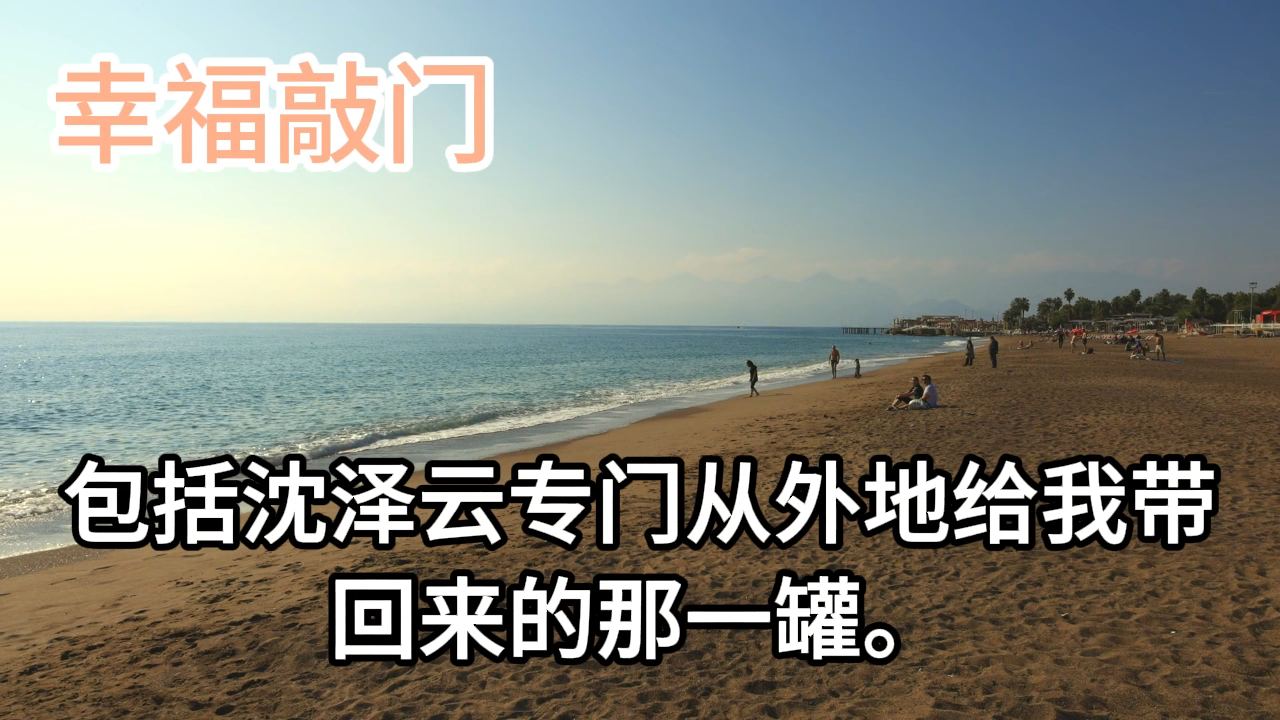 幸福敲门
包括沈泽云专门从外地给我带
回来的那一罐。